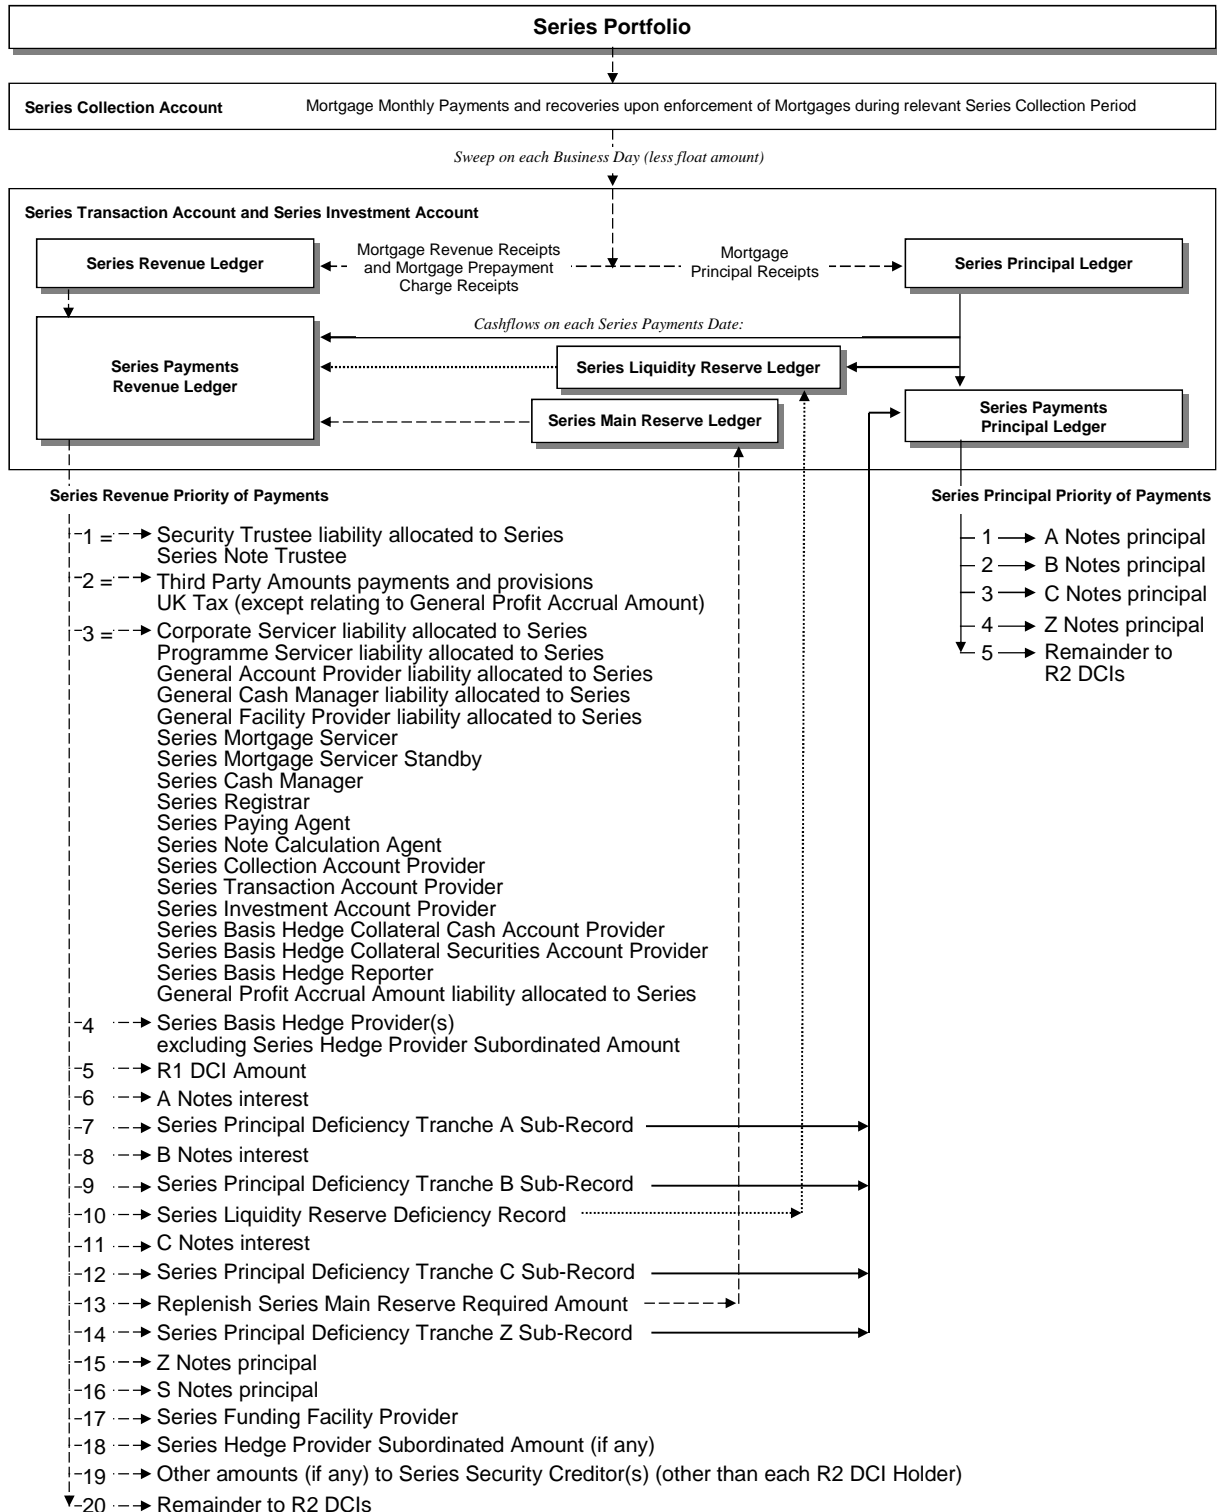 Series Portfolio
Series Collection Account
Mortgage Monthly Payments and recoveries upon enforcement of Mortgages during relevant Series Collection Period
Sweep on each Business Day (less float amount)
Series Transaction Account and Series Investment Account
Series Revenue Ledger
Mortgage Revenue Receipts
and Mortgage Prepayment
Charge Receipts
Mortgage
Principal Receipts
Series Principal Ledger
Cashflows on each Series Payments Date:
Series Payments
Revenue Ledger
Series Liquidity Reserve Ledger
Series Main Reserve Ledger
Series Payments
Principal Ledger
Series Revenue Priority of Payments
1 = Security Trustee liability allocated to Series
Series Note Trustee
2 = Third Party Amounts payments and provisions
UK Tax (except relating to General Profit Accrual Amount)
3 = Corporate Servicer liability allocated to Series
Programme Servicer liability allocated to Series
General Account Provider liability allocated to Series
General Cash Manager liability allocated to Series
General Facility Provider liability allocated to Series
Series Mortgage Servicer
Series Mortgage Servicer Standby
Series Cash Manager
Series Registrar
Series Paying Agent
Series Note Calculation Agent
Series Collection Account Provider
Series Transaction Account Provider
Series Investment Account Provider
Series Basis Hedge Collateral Cash Account Provider
Series Basis Hedge Collateral Securities Account Provider
Series Basis Hedge Reporter
General Profit Accrual Amount liability allocated to Series
4 Series Basis Hedge Provider(s)
excluding Series Hedge Provider Subordinated Amount
5 R1 DCI Amount
6 A Notes interest
7 Series Principal Deficiency Tranche A Sub-Record
8 B Notes interest
9 Series Principal Deficiency Tranche B Sub-Record
10 Series Liquidity Reserve Deficiency Record
11 C Notes interest
12 Series Principal Deficiency Tranche C Sub-Record
13 Replenish Series Main Reserve Required Amount
14 Series Principal Deficiency Tranche Z Sub-Record
15 Z Notes principal
16 S Notes principal
17 Series Funding Facility Provider
18 Series Hedge Provider Subordinated Amount (if any)
19 Other amounts (if any) to Series Security Creditor(s) (other than each R2 DCI Holder)
20 Remainder to R2 DCIs
Series Principal Priority of Payments
1 A Notes principal
2 B Notes principal
3 C Notes principal
4 Z Notes principal
5 Remainder to
R2 DCIs